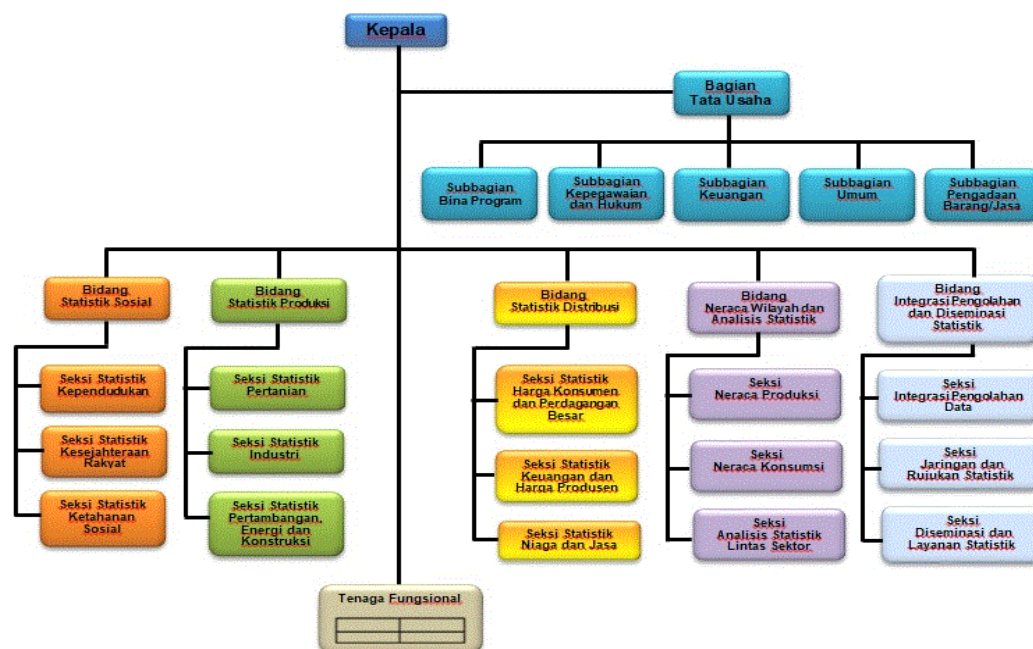 Kepala
Bagian
Tata Usaha
Subbagian
Bina Program
Subbagian
Kepegawaian
dan Hukum
Subbagian
Keuangan
Subbagian
Umum
Subbagian
Pengadaan
Barang/Jasa
Bidang
Statistik Sosial
Bidang
Statistik Produksi
Bidang
Statistik Distribusi
Bidang
Neraca Wilayah dan
Analisis Statistik
Bidang
Integrasi Pengolahan
dan Diseminasi
Statistik
Seksi Statistik
Kependudukan
Seksi Statistik
Kesejahteraan
Rakyat
Seksi Statistik
Ketahanan
Sosial
Seksi Statistik
Pertanian
Seksi Statistik
Industri
Seksi Statistik
Pertambangan,
Energi dan
Konstruksi
Seksi Statistik
Harga Konsumen
dan Perdagangan
Besar
Seksi Statistik
Keuangan dan
Harga Produsen
Seksi Statistik
Niaga dan Jasa
Seksi
Neraca Produksi
Seksi
Neraca Konsumsi
Seksi
Analisis Statistik
Lintas Sektor
Seksi
Integrasi Pengolahan
Data
Seksi
Jaringan dan
Rujukan Statistik
Seksi
Diseminasi dan
Layanan Statistik
Tenaga Fungsional